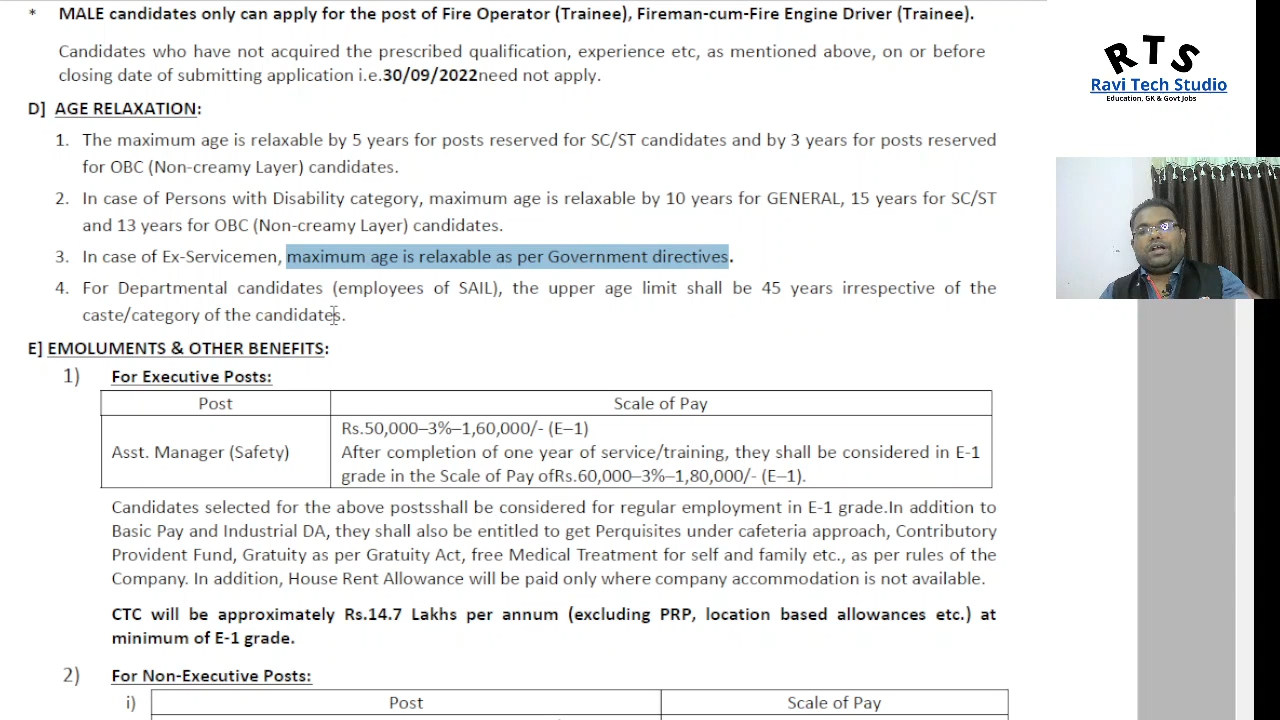 * MALE candidates only can apply for the post of Fire Operator (Trainee), Fireman-cum-Fire Engine Driver (Trainee).
Candidates who have not acquired the prescribed qualification, experience etc, as mentioned above, on or before
closing date of submitting application i.e.30/09/2022need not apply.
D] AGE RELAXATION:
1. The maximum age is relaxable by 5 years for posts reserved for SC/ST candidates and by 3 years for posts reserved
for OBC (Non-creamy Layer) candidates.
2. In case of Persons with Disability category, maximum age is relaxable by 10 years for GENERAL, 15 years for SC/ST
and 13 years for OBC (Non-creamy Layer) candidates.
3. In case of Ex-Servicemen, maximum age is relaxable as per Government directives.
4. For Departmental candidates (employees of SAIL), the upper age limit shall be 45 years irrespective of the
caste/category of the candidates.
E] EMOLUMENTS & OTHER BENEFITS:
1) For Executive Posts:
Post Scale of Pay
Asst. Manager (Safety)
Rs.50,000–3%–1,60,000/- (E–1)
After completion of one year of service/training, they shall be considered in E-1
grade in the Scale of Pay ofRs.60,000–3%–1,80,000/- (E–1).
Candidates selected for the above postsshall be considered for regular employment in E-1 grade.In addition to
Basic Pay and Industrial DA, they shall also be entitled to get Perquisites under cafeteria approach, Contributory
Provident Fund, Gratuity as per Gratuity Act, free Medical Treatment for self and family etc., as per rules of the
Company. In addition, House Rent Allowance will be paid only where company accommodation is not available.
CTC will be approximately Rs.14.7 Lakhs per annum (excluding PRP, location based allowances etc.) at
minimum of E-1 grade.
2) For Non-Executive Posts:
i) Post Scale of Pay
RTS
Ravi Tech Studio
Education, GK & Govt Jobs